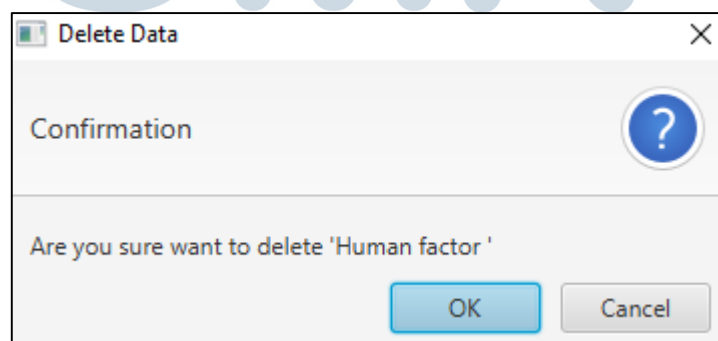 Delete Data
Confirmation
?
Are you sure want to delete 'Human factor '
OK Cancel